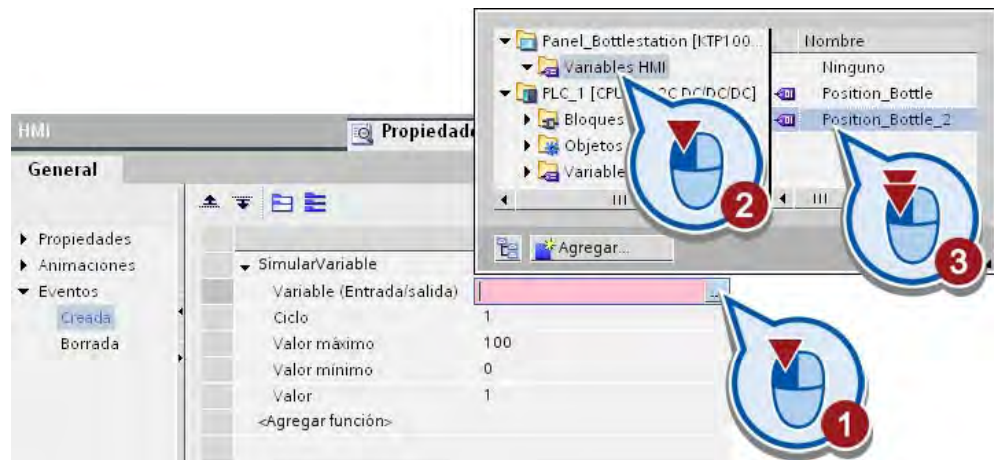 Panel_Bottlestation [KTP100...
Variables HMI
PLC_1 [CPU DC/DC/DC]
Bloques
Objetos
Variable
Nombre
Ninguno
Position_Bottle
Position_Bottle_2
III
III
Agregar...
2
3
HMI
Propiedade
General
Propiedades
Animaciones
Eventos
Creada
Borrada
SimularVariable
Variable (Entrada/salida)
...
Ciclo 1
Valor máximo 100
Valor mínimo 0
Valor 1
<Agregar función>
1